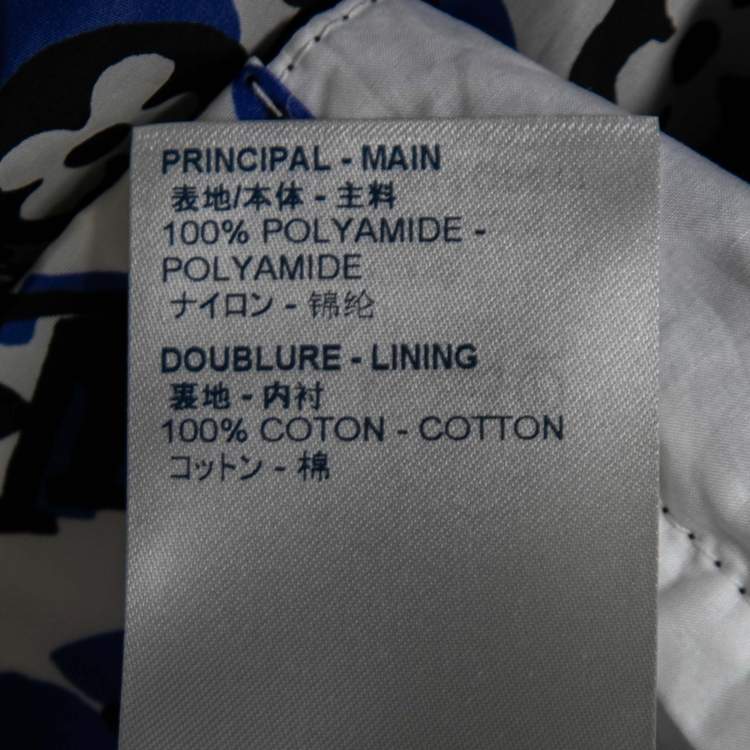 PRINCIPAL - MAIN
表地/本体 - 主料
100% POLYAMIDE -
POLYAMIDE
ナイロン - 锦纶
DOUBLURE - LINING
裏地 - 内衬
100% COTON - COTTON
コットン - 棉